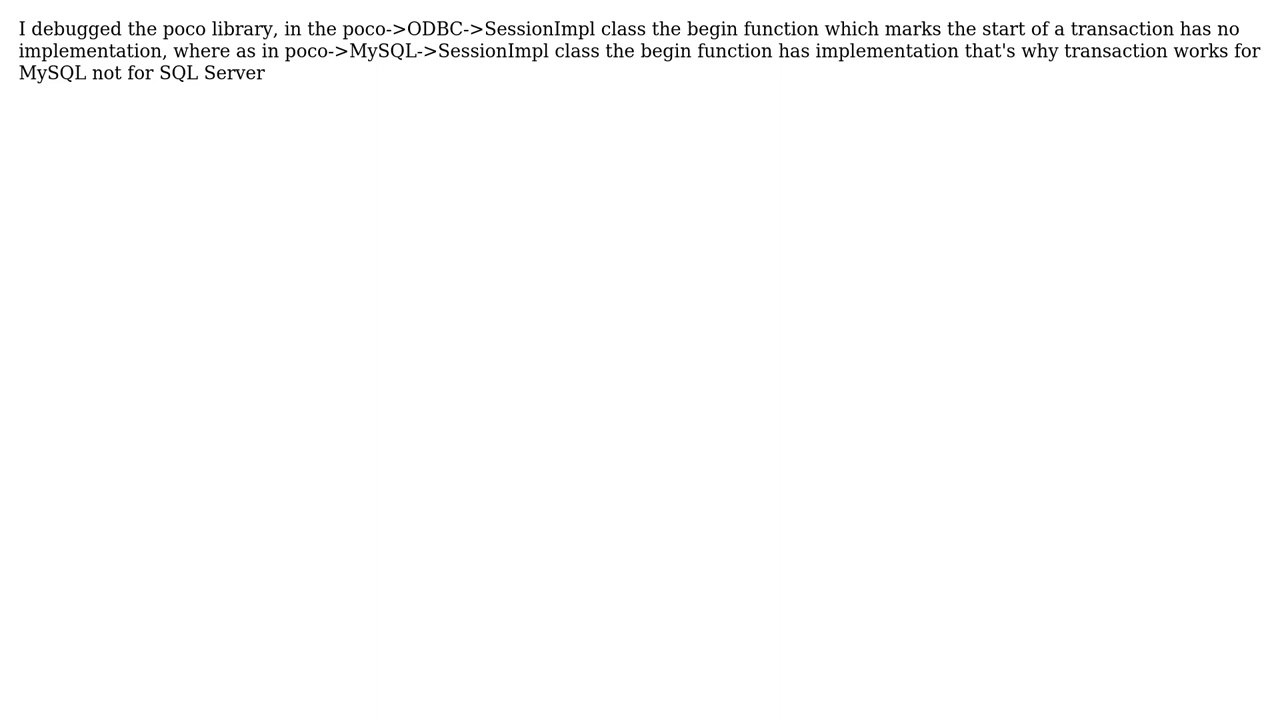 I debugged the poco library, in the poco->ODBC->SessionImpl class the begin function which marks the start of a transaction has no
implementation, where as in poco->MySQL->SessionImpl class the begin function has implementation that's why transaction works for
MySQL not for SQL Server